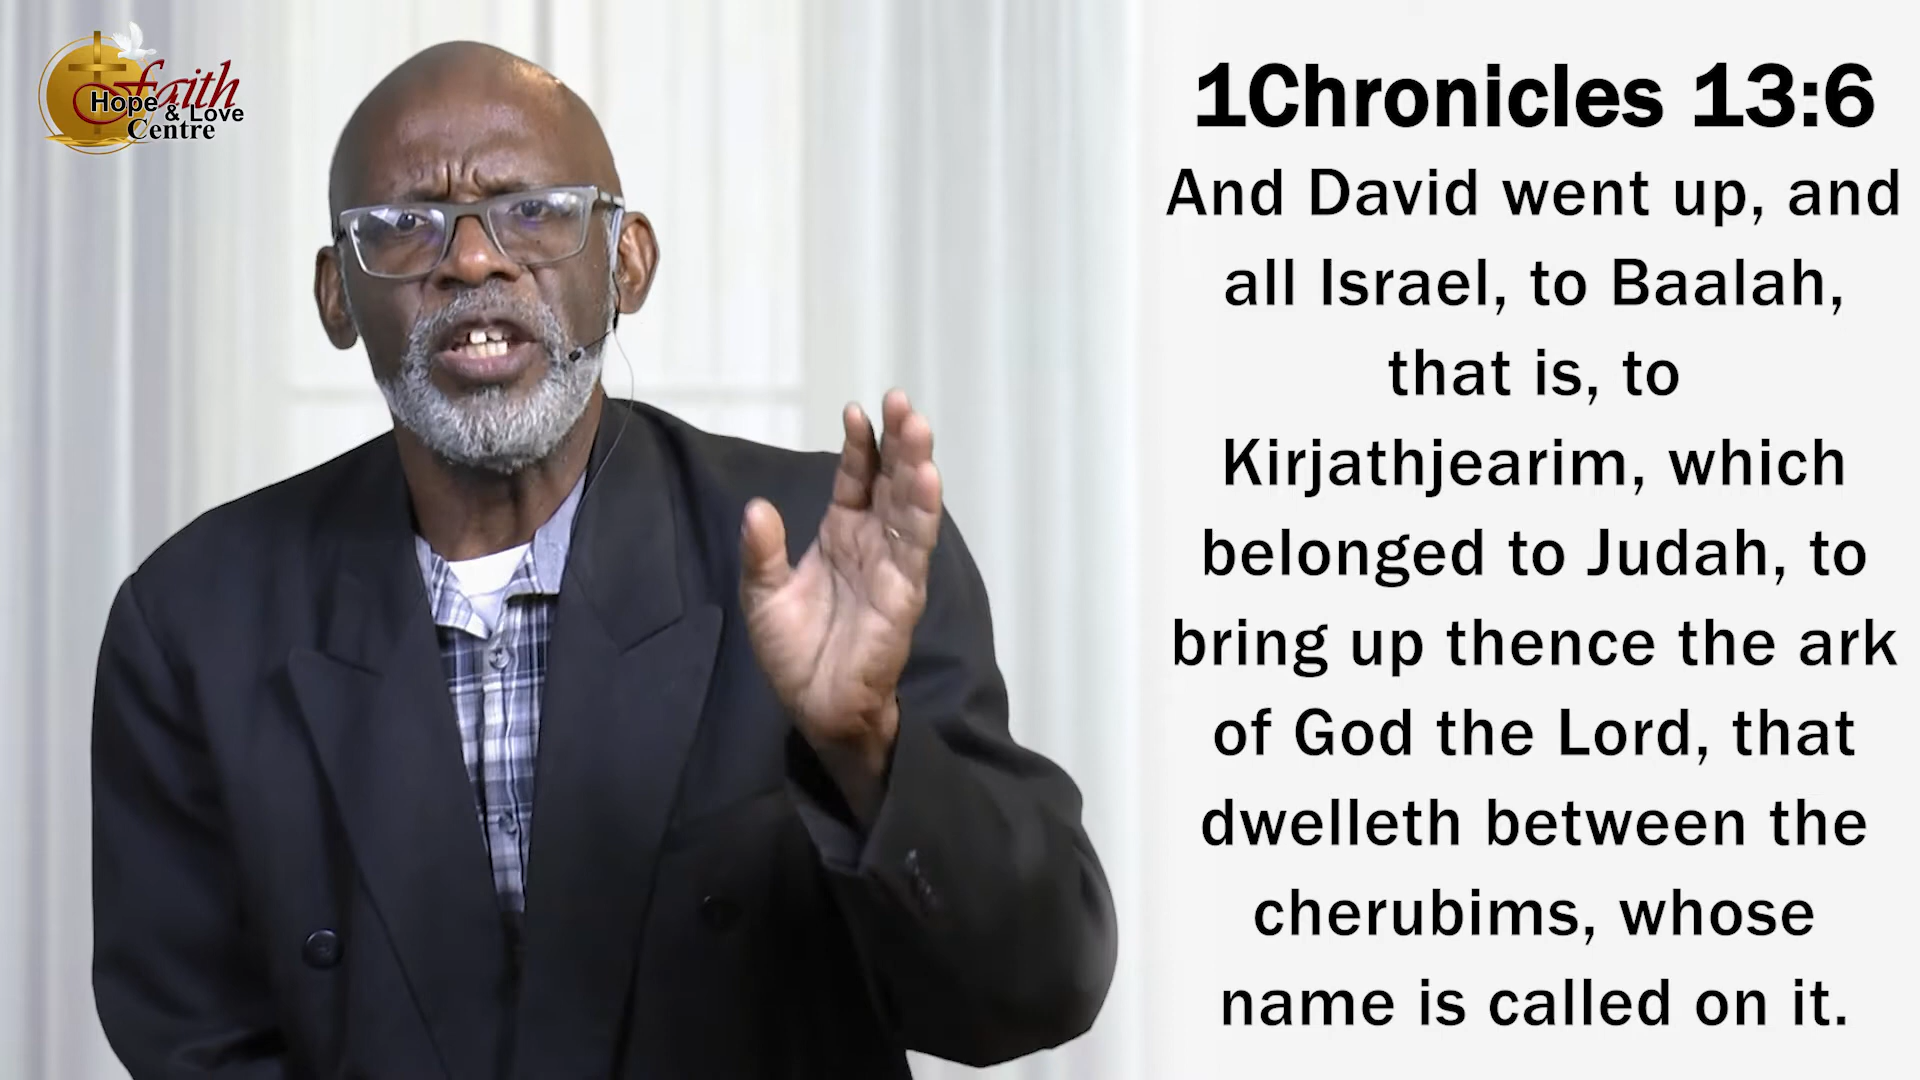 faith
Hope & Love
Centre
1Chronicles 13:6
And David went up, and
all Israel, to Baalah,
that is, to
Kirjathjearim, which
belonged to Judah, to
bring up thence the ark
of God the Lord, that
dwelleth between the
cherubims, whose
name is called on it.